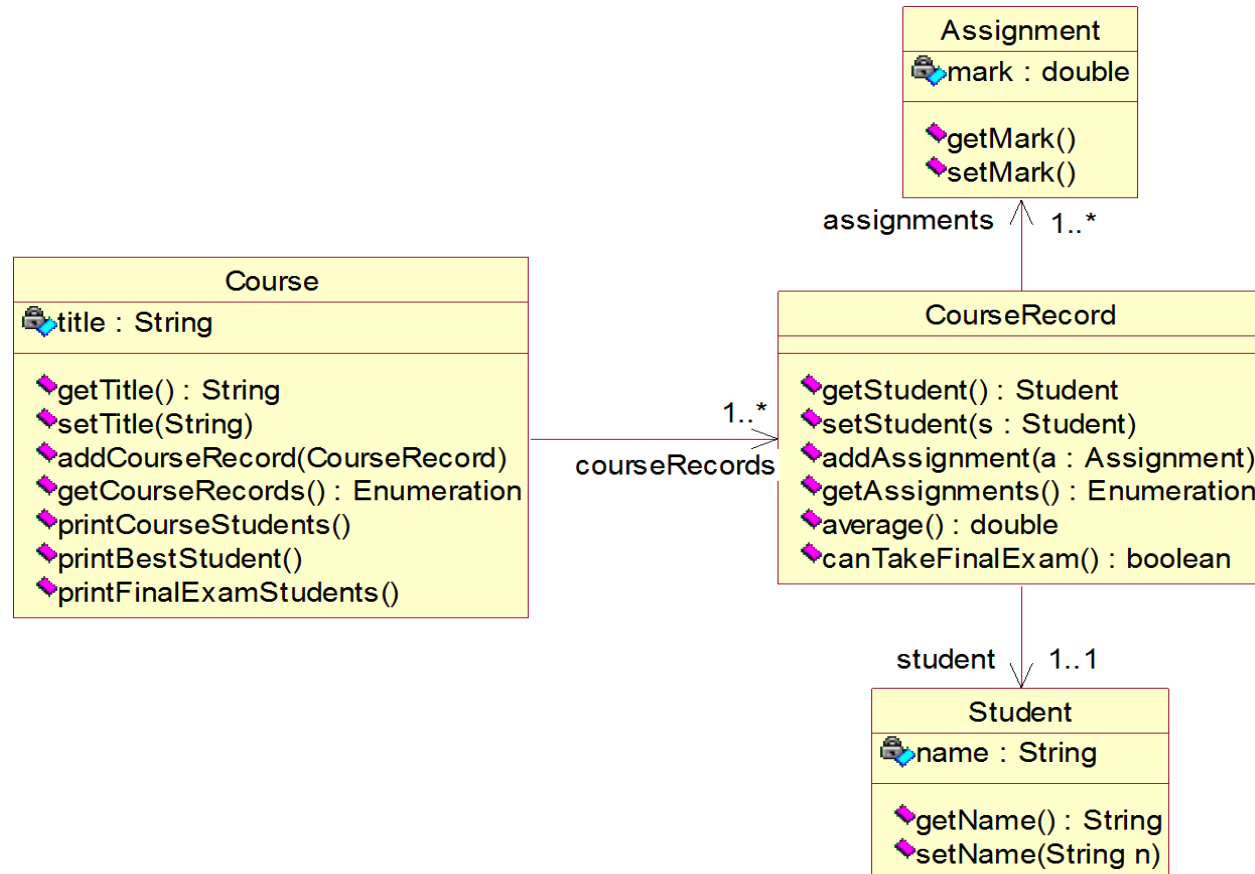 Assignment
mark : double
getMark()
setMark()
assignments 1..*
Course
title : String
getTitle() : String
setTitle(String)
addCourseRecord(CourseRecord)
getCourseRecords() : Enumeration
printCourseStudents()
printBestStudent()
printFinalExamStudents()
1..*
courseRecords
CourseRecord
getStudent() : Student
setStudent(s : Student)
addAssignment(a : Assignment)
getAssignments() : Enumeration
average() : double
canTakeFinalExam() : boolean
student 1..1
Student
name : String
getName() : String
setName(String n)